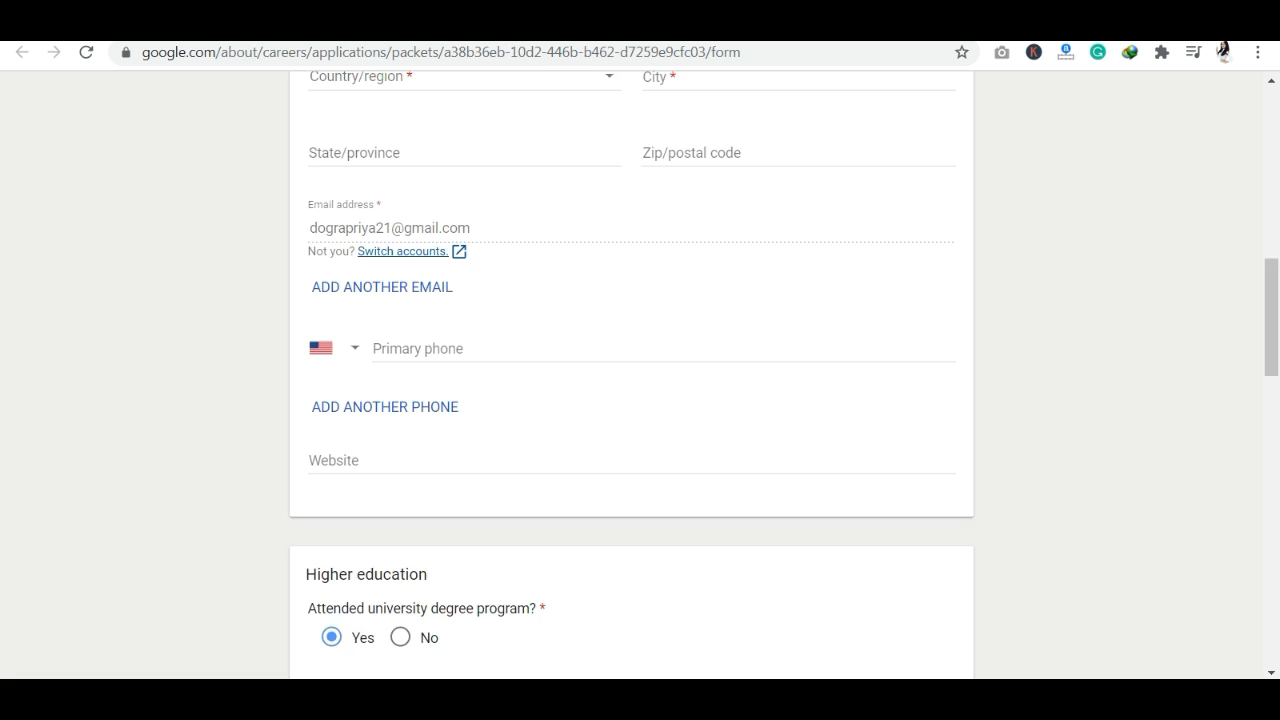 google.com/about/careers/applications/packets/a38b36eb-10d2-446b-b462-d7259e9cfc03/form
Country/region * City *
State/province Zip/postal code
Email address *
dograpriya21@gmail.com
Not you? Switch accounts.
ADD ANOTHER EMAIL
Primary phone
ADD ANOTHER PHONE
Website
Higher education
Attended university degree program? *
Yes No